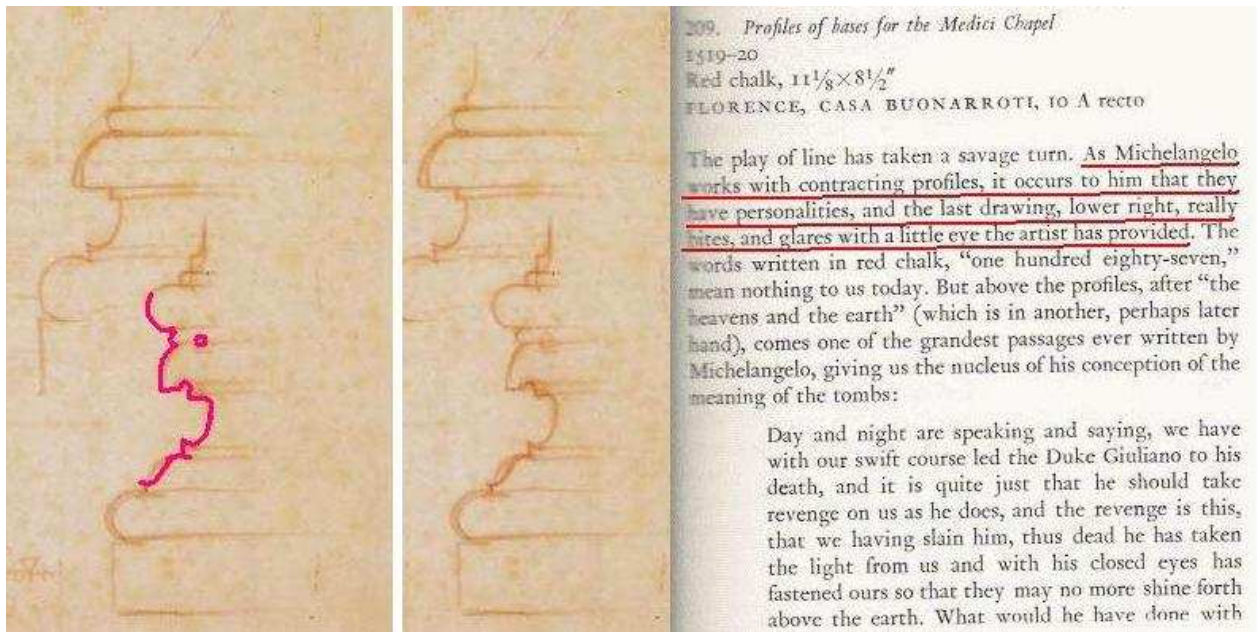 209. Profiles of bases for the Medici Chapel
1519–20
Red chalk, 11⅛×8½″
FLORENCE, CASA BUONARROTI, 10 A recto
The play of line has taken a savage turn. As Michelangelo
works with contracting profiles, it occurs to him that they
have personalities, and the last drawing, lower right, really
bites, and glares with a little eye the artist has provided. The
words written in red chalk, “one hundred eighty-seven,”
mean nothing to us today. But above the profiles, after “the
heavens and the earth” (which is in another, perhaps later
hand), comes one of the grandest passages ever written by
Michelangelo, giving us the nucleus of his conception of the
meaning of the tombs:
Day and night are speaking and saying, we have
with our swift course led the Duke Giuliano to his
death, and it is quite just that he should take
revenge on us as he does, and the revenge is this,
that we having slain him, thus dead he has taken
the light from us and with his closed eyes has
fastened ours so that they may no more shine forth
above the earth. What would he have done with